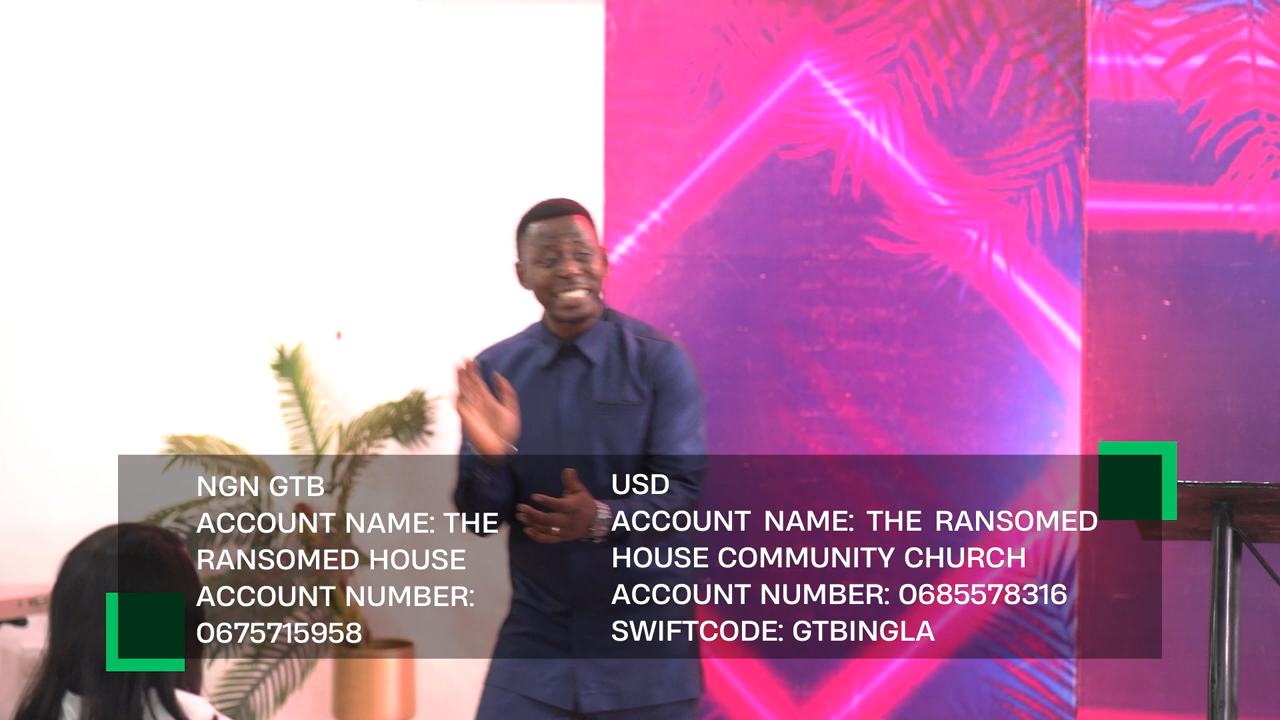 NGN GTB
ACCOUNT NAME: THE
RANSOMED HOUSE
ACCOUNT NUMBER:
0675715958
USD
ACCOUNT NAME: THE RANSOMED
HOUSE COMMUNITY CHURCH
ACCOUNT NUMBER: 0685578316
SWIFTCODE: GTBINGLA